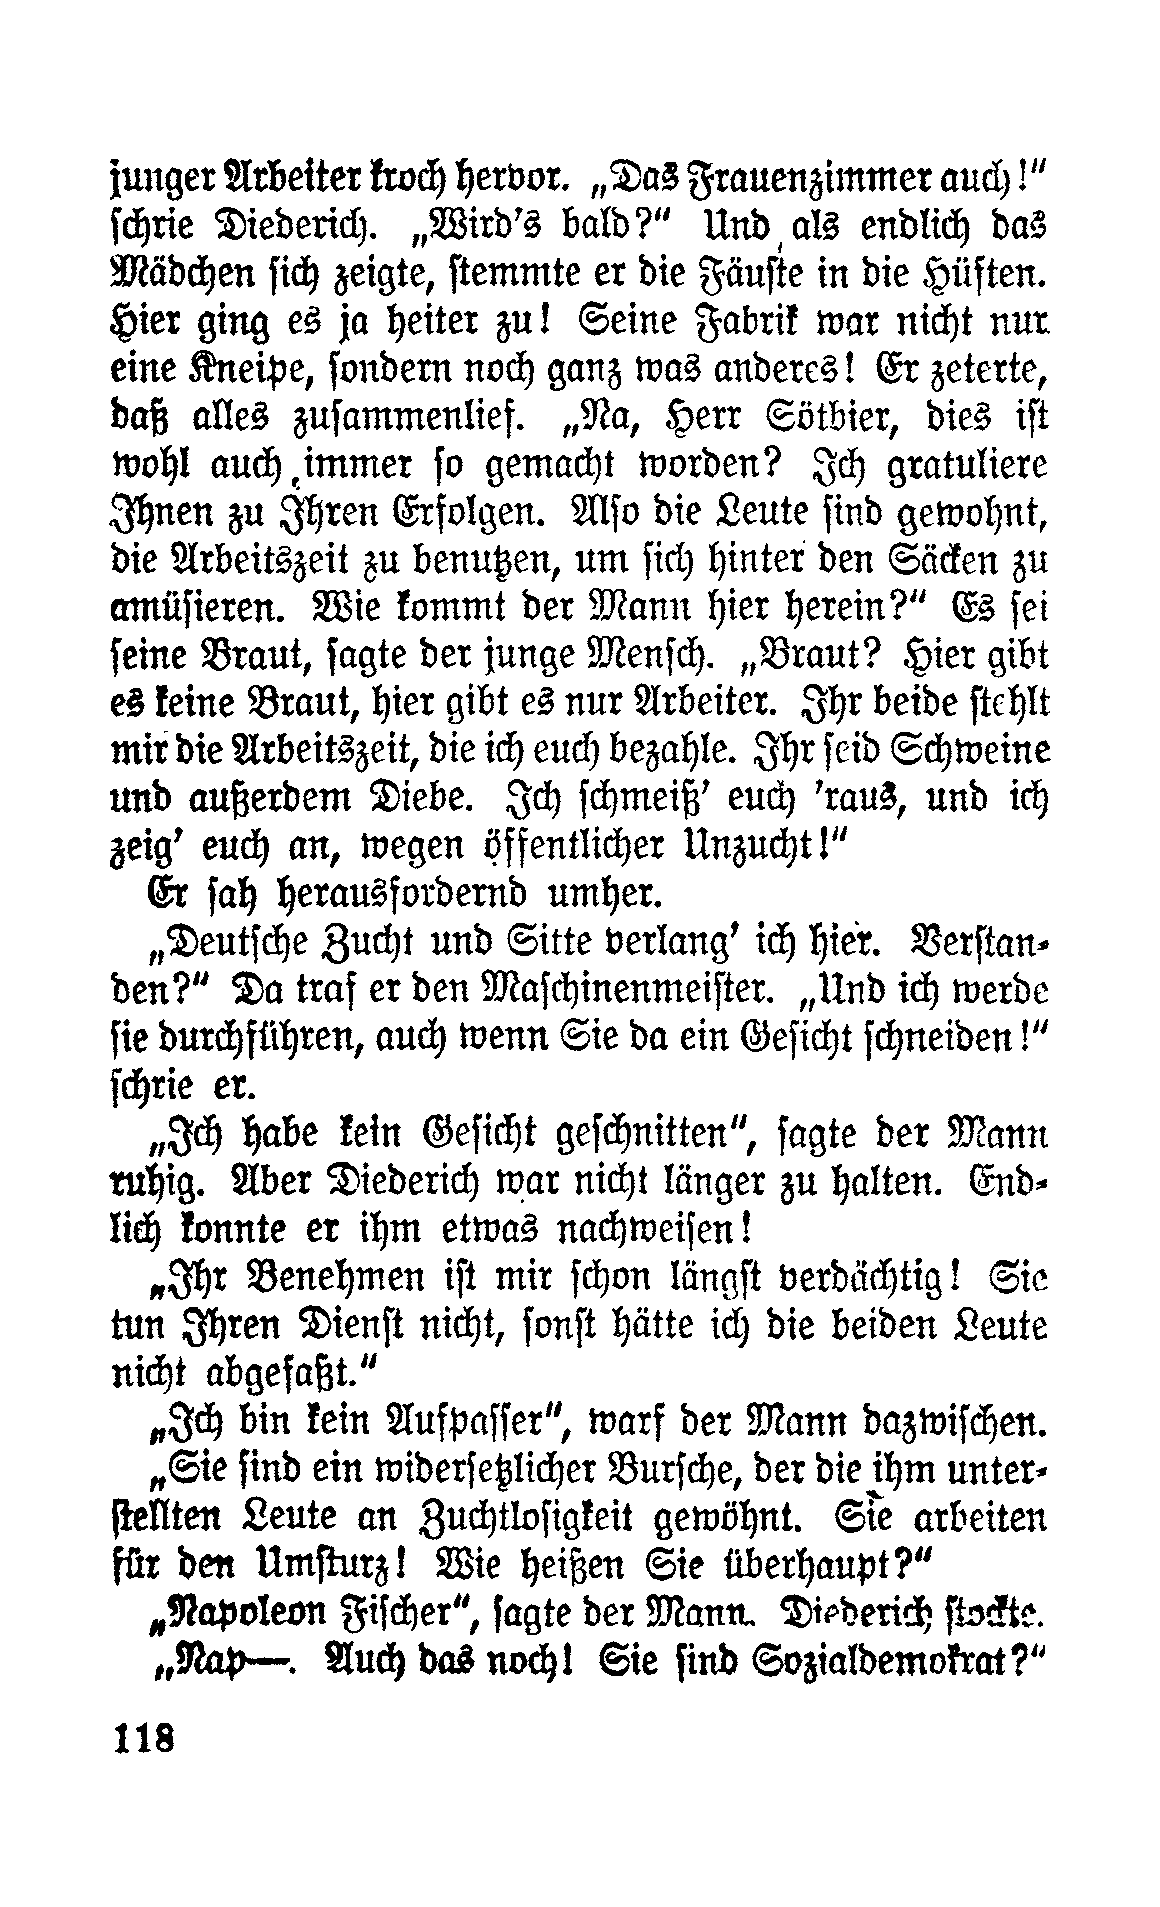 junger Arbeiter kroch hervor. „Das Frauenzimmer auch!“
schrie Diederich. „Wird's bald?“ Und als endlich das
Mädchen sich zeigte, stemmte er die Fäuste in die Hüften.
Hier ging es ja heiter zu! Seine Fabrik war nicht nur
eine Kneipe, sondern noch ganz was anderes! Er zeterte,
daß alles zusammenlief. „Na, Herr Sötbier, dies ist
wohl auch immer so gemacht worden? Ich gratuliere
Ihnen zu Ihren Erfolgen. Also die Leute sind gewohnt,
die Arbeitszeit zu benutzen, um sich hinter den Säcken zu
amüsieren. Wie kommt der Mann hier herein?“ Es sei
seine Braut, sagte der junge Mensch. „Braut? Hier gibt
es keine Braut, hier gibt es nur Arbeiter. Ihr beide stehlt
mir die Arbeitszeit, die ich euch bezahle. Ihr seid Schweine
und außerdem Diebe. Ich schmeiß' euch 'raus, und ich
zeig' euch an, wegen öffentlicher Unzucht!“
Er sah herausfordernd umher.
„Deutsche Zucht und Sitte verlang' ich hier. Verstan-
den?“ Da traf er den Maschinenmeister. „Und ich werde
sie durchführen, auch wenn Sie da ein Gesicht schneiden!“
schrie er.
„Ich habe kein Gesicht geschnitten“, sagte der Mann
ruhig. Aber Diederich war nicht länger zu halten. End-
lich konnte er ihm etwas nachweisen!
„Ihr Benehmen ist mir schon längst verdächtig! Sie
tun Ihren Dienst nicht, sonst hätte ich die beiden Leute
nicht abgefaßt.“
„Ich bin kein Aufpasser“, warf der Mann dazwischen.
„Sie sind ein widersetzlicher Bursche, der die ihm unter-
stellten Leute an Zuchtlosigkeit gewöhnt. Sie arbeiten
für den Umsturz! Wie heißen Sie überhaupt?“
„Napoleon Fischer“, sagte der Mann. Diederich stockte.
„Nap—. Auch das noch! Sie sind Sozialdemokrat?“
118